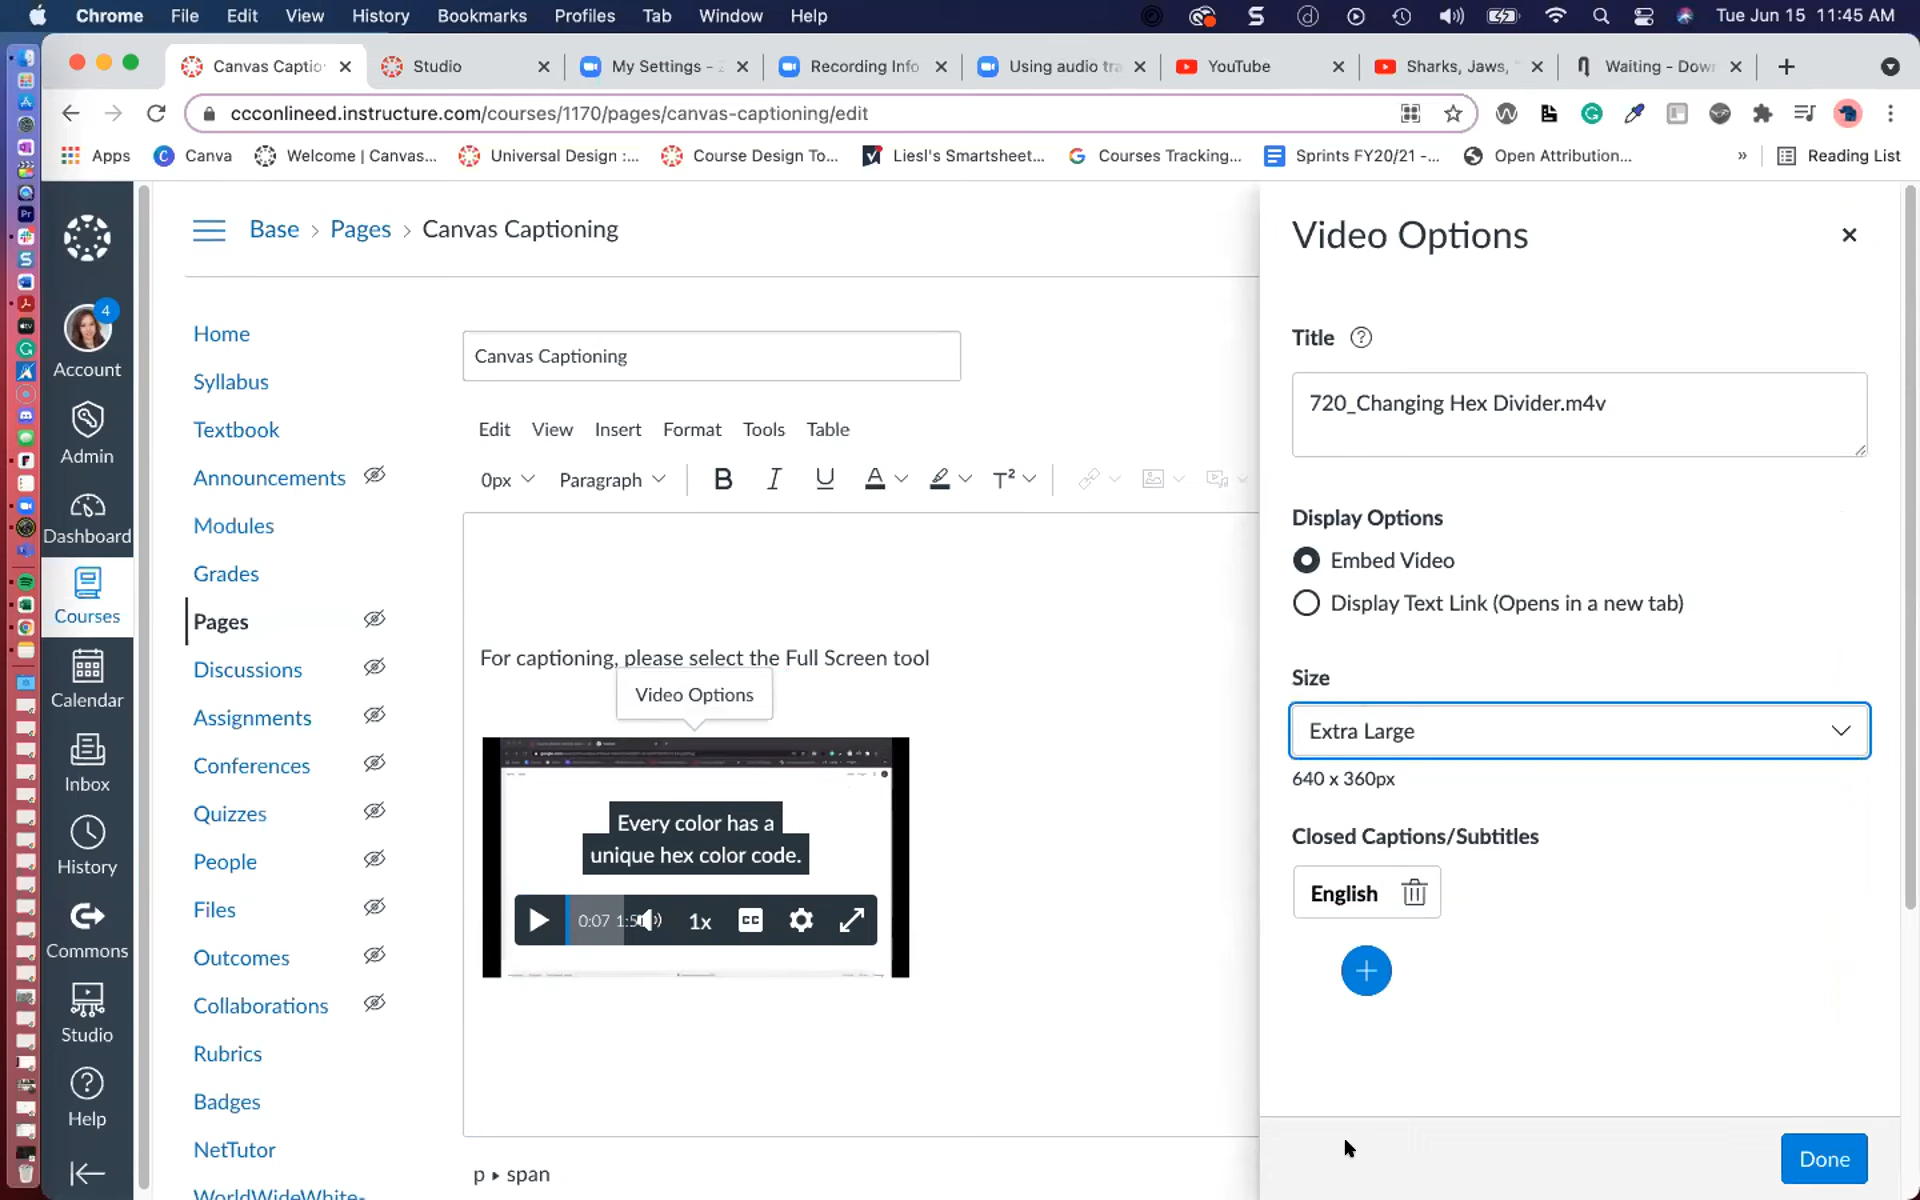 Chrome File Edit View History Bookmarks Profiles Tab Window Help Tue Jun 15 11:45 AM
Canvas Captio Studio My Settings - Recording Info Using audio tra YouTube Sharks, Jaws, Waiting - Dow
ccconlineed.instructure.com/courses/1170/pages/canvas-captioning/edit
Apps Canva Welcome | Canvas... Universal Design :... Course Design To... Liesl's Smartsheet... Courses Tracking... Sprints FY20/21 -... Open Attribution... » Reading List
4
Account
Admin
Dashboard
Courses
Calendar
Inbox
History
Commons
Studio
Help
Base › Pages › Canvas Captioning
Home
Syllabus
Textbook
Announcements
Modules
Grades
Pages
Discussions
Assignments
Conferences
Quizzes
People
Files
Outcomes
Collaborations
Rubrics
Badges
NetTutor
WorldWideWhite-
Canvas Captioning
Edit View Insert Format Tools Table
0px Paragraph B I U A T²
For captioning, please select the Full Screen tool
Video Options
Every color has a
unique hex color code.
0:07 1x CC
p ▸ span
Video Options
Title
720_Changing Hex Divider.m4v
Display Options
Embed Video
Display Text Link (Opens in a new tab)
Size
Extra Large
640 x 360px
Closed Captions/Subtitles
English
Done